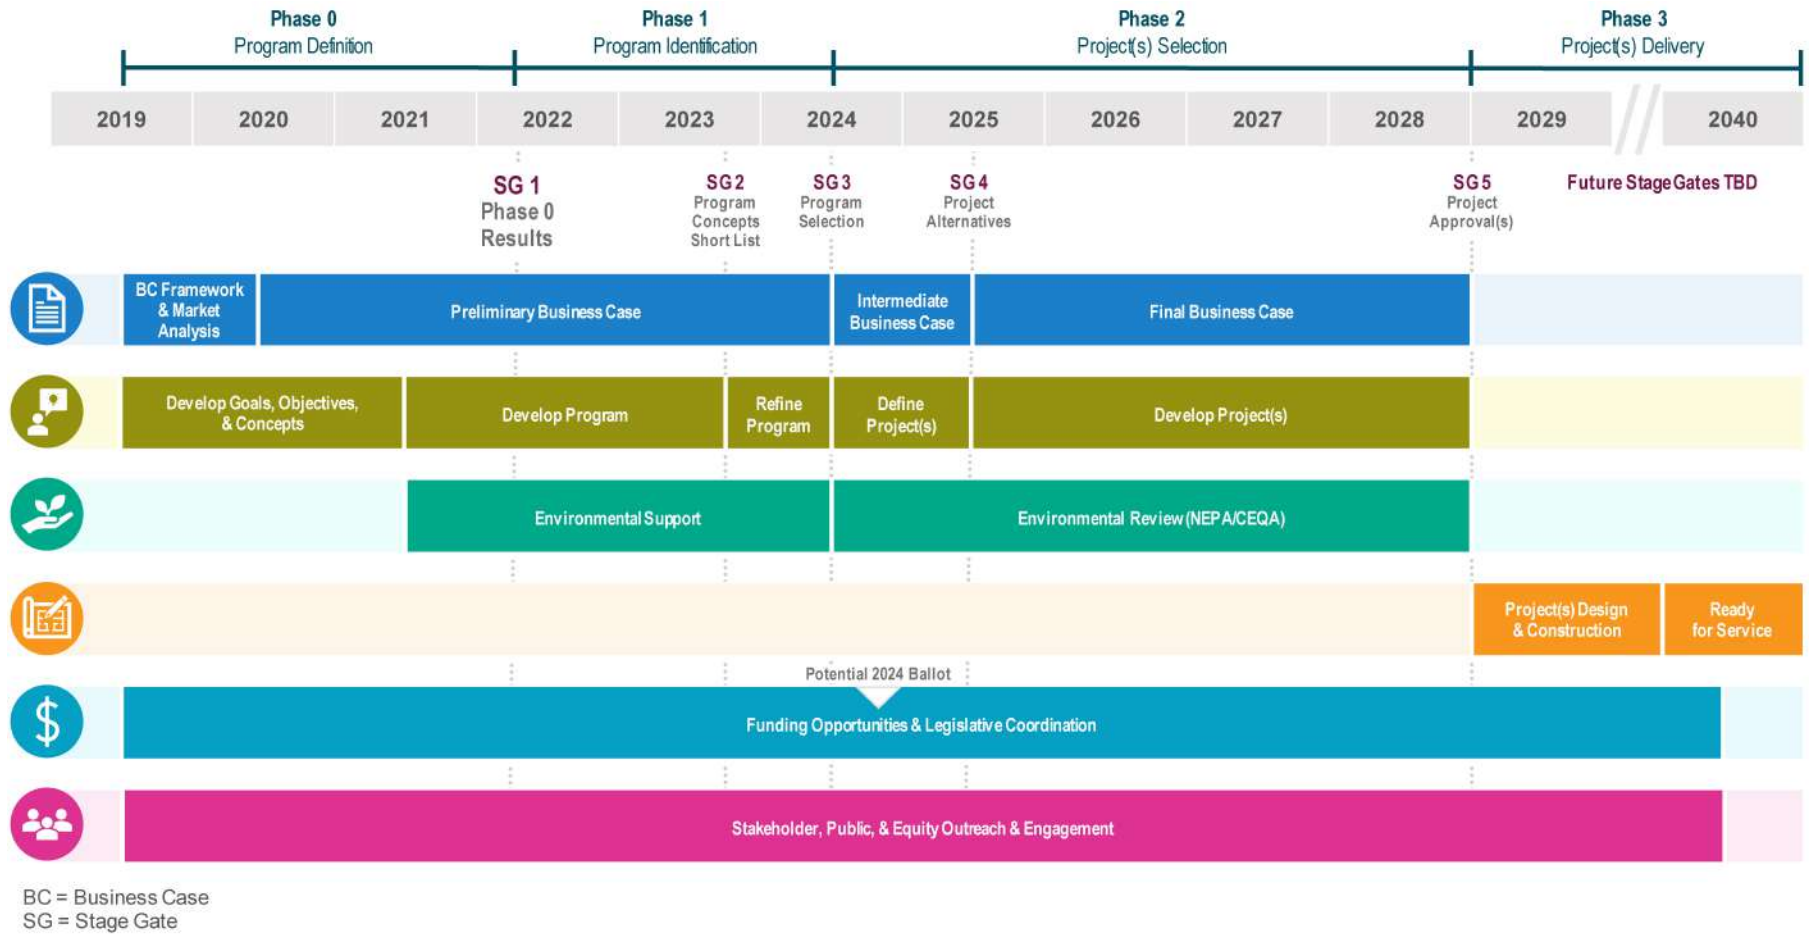 Phase 0
Program Definition
Phase 1
Program Identification
Phase 2
Project(s) Selection
Phase 3
Project(s) Delivery
2019
2020
2021
2022
2023
2024
2025
2026
2027
2028
2029
2040
SG 1
Phase 0
Results
SG 2
Program
Concepts
Short List
SG 3
Program
Selection
SG 4
Project
Alternatives
SG 5
Project
Approval(s)
Future Stage Gates TBD
BC Framework
& Market
Analysis
Preliminary Business Case
Intermediate
Business Case
Final Business Case
Develop Goals, Objectives,
& Concepts
Develop Program
Refine
Program
Define
Project(s)
Develop Project(s)
Environmental Support
Environmental Review (NEPA/CEQA)
Project(s) Design
& Construction
Ready
for Service
Potential 2024 Ballot
$
Funding Opportunities & Legislative Coordination
Stakeholder, Public, & Equity Outreach & Engagement
BC = Business Case
SG = Stage Gate